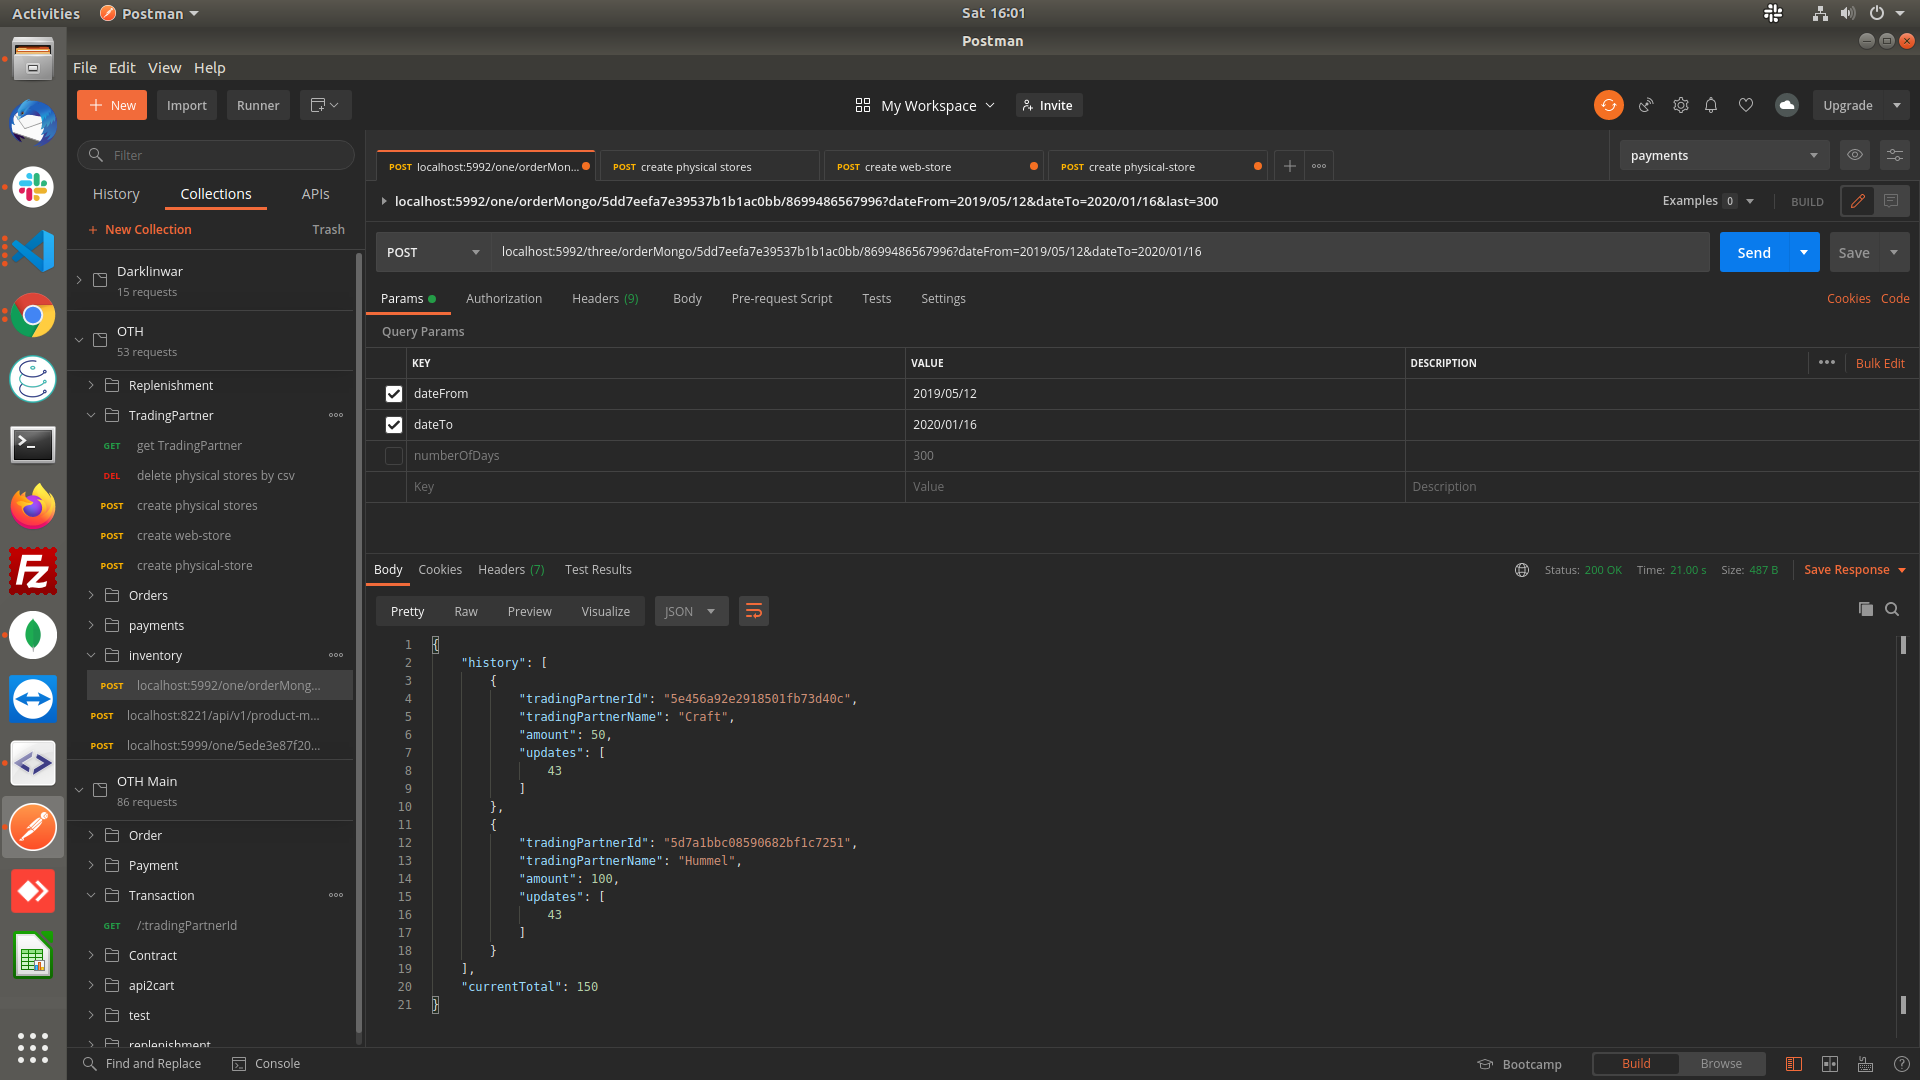 Activities
Postman
Sat 16:01
Postman
File Edit View Help
New
Import
Runner
My Workspace
Invite
Upgrade
Filter
History
Collections
APIs
New Collection
Trash
Darklinwar
15 requests
OTH
53 requests
Replenishment
TradingPartner
GET get TradingPartner
DEL delete physical stores by csv
POST create physical stores
POST create web-store
POST create physical-store
Orders
payments
inventory
POST localhost:5992/one/orderMong...
POST localhost:8221/api/v1/product-m...
POST localhost:5999/one/5ede3e87f20...
OTH Main
86 requests
Order
Payment
Transaction
GET /:tradingPartnerId
Contract
api2cart
test
replenishment
POST localhost:5992/one/orderMon...
POST create physical stores
POST create web-store
POST create physical-store
payments
localhost:5992/one/orderMongo/5dd7eefa7e39537b1b1ac0bb/8699486567996?dateFrom=2019/05/12&dateTo=2020/01/16&last=300
Examples 0
BUILD
POST
localhost:5992/three/orderMongo/5dd7eefa7e39537b1b1ac0bb/8699486567996?dateFrom=2019/05/12&dateTo=2020/01/16
Send
Save
Params
Authorization
Headers (9)
Body
Pre-request Script
Tests
Settings
Cookies
Code
Query Params
KEY VALUE DESCRIPTION
Bulk Edit
dateFrom 2019/05/12
dateTo 2020/01/16
numberOfDays 300
Key Value Description
Body
Cookies
Headers (7)
Test Results
Status: 200 OK
Time: 21.00 s
Size: 487 B
Save Response
Pretty
Raw
Preview
Visualize
JSON
1 {
2 "history": [
3 {
4 "tradingPartnerId": "5e456a92e2918501fb73d40c",
5 "tradingPartnerName": "Craft",
6 "amount": 50,
7 "updates": [
8 43
9 ]
10 },
11 {
12 "tradingPartnerId": "5d7a1bbc08590682bf1c7251",
13 "tradingPartnerName": "Hummel",
14 "amount": 100,
15 "updates": [
16 43
17 ]
18 }
19 ],
20 "currentTotal": 150
21 }
Find and Replace
Console
Bootcamp
Build
Browse